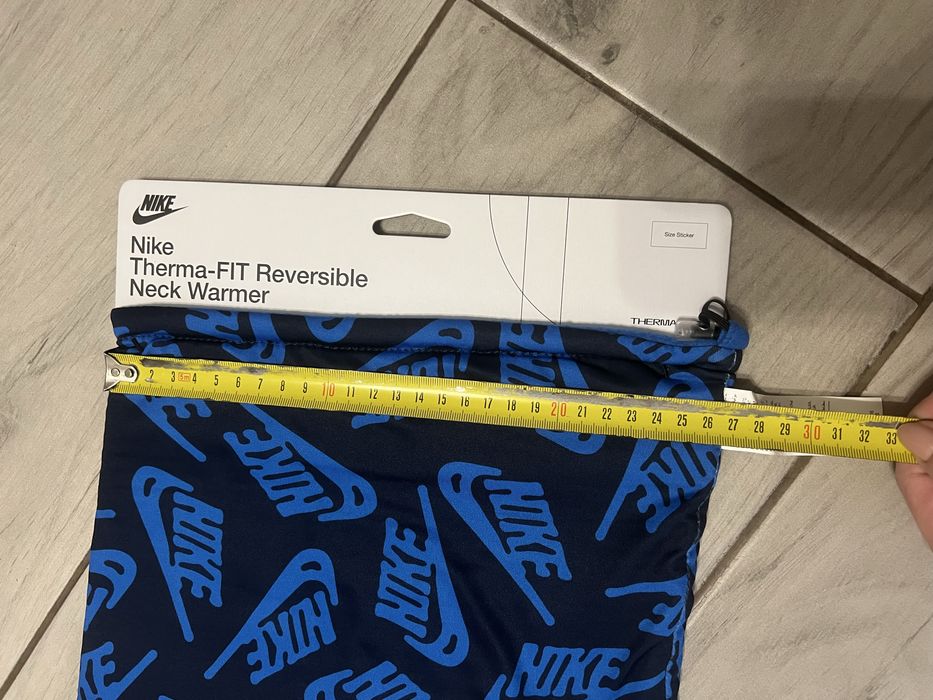 NIKE
Nike
Therma-FIT Reversible
Neck Warmer
Size Sticker
THERMA
2 3 5m 4 5 6 7 8 9 10 11 12 13 14 15 16 17 18 19 20 21 22 23 24 25 26 27 28 29 30 31 32 33
NIKE
NIKE
NIKE
NIKE
NIKE
NIKE